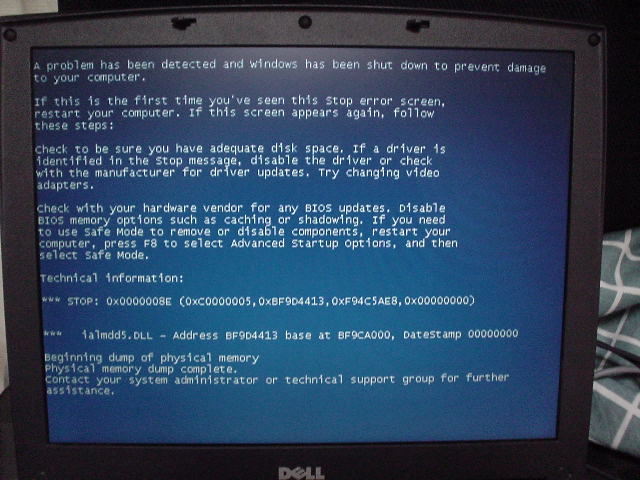 A problem has been detected and Windows has been shut down to prevent damage
to your computer.
If this is the first time you've seen this Stop error screen,
restart your computer. If this screen appears again, follow
these steps:
Check to be sure you have adequate disk space. If a driver is
identified in the Stop message, disable the driver or check
with the manufacturer for driver updates. Try changing video
adapters.
Check with your hardware vendor for any BIOS updates. Disable
BIOS memory options such as caching or shadowing. If you need
to use Safe Mode to remove or disable components, restart your
computer, press F8 to select Advanced Startup Options, and then
select Safe Mode.
Technical information:
*** STOP: 0x0000008E (0xC0000005,0xBF9D4413,0xF94C5AE8,0x00000000)
*** ialmdd5.DLL - Address BF9D4413 base at BF9CA000, DateStamp 00000000
Beginning dump of physical memory
Physical memory dump complete.
Contact your system administrator or technical support group for further
assistance.
DELL